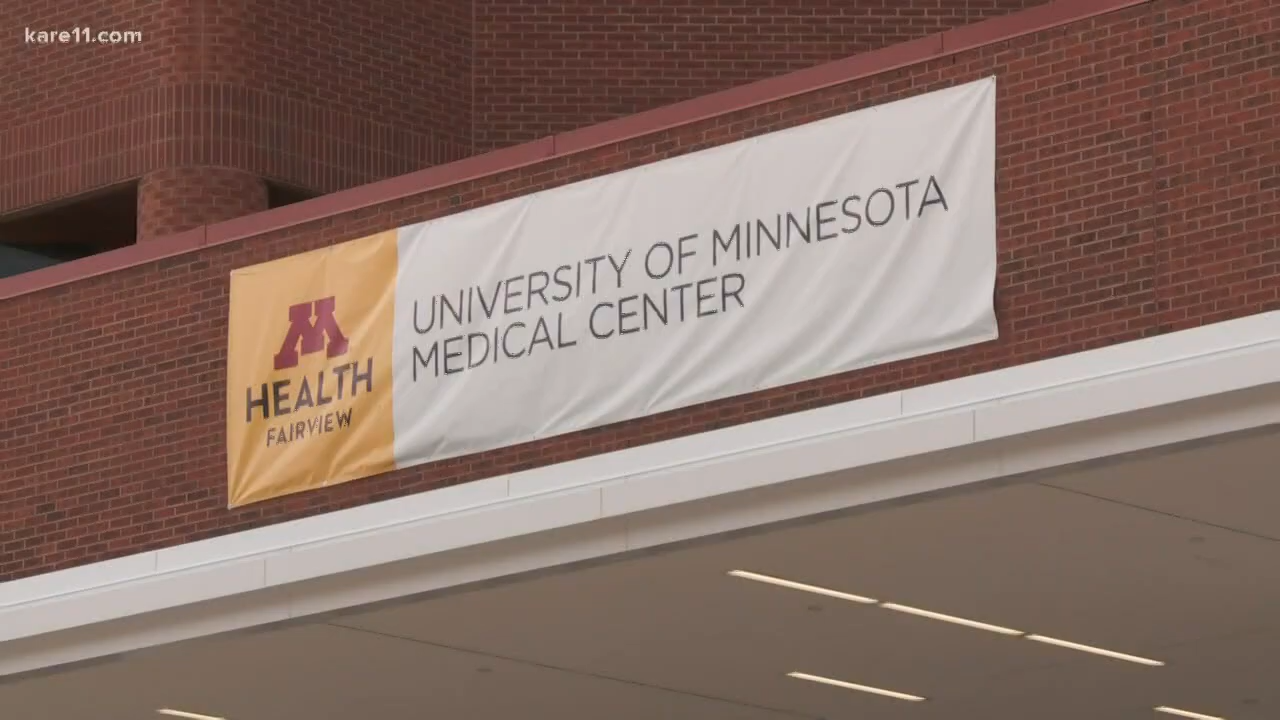 kare11.com
M
HEALTH
FAIRVIEW
UNIVERSITY OF MINNESOTA
MEDICAL CENTER